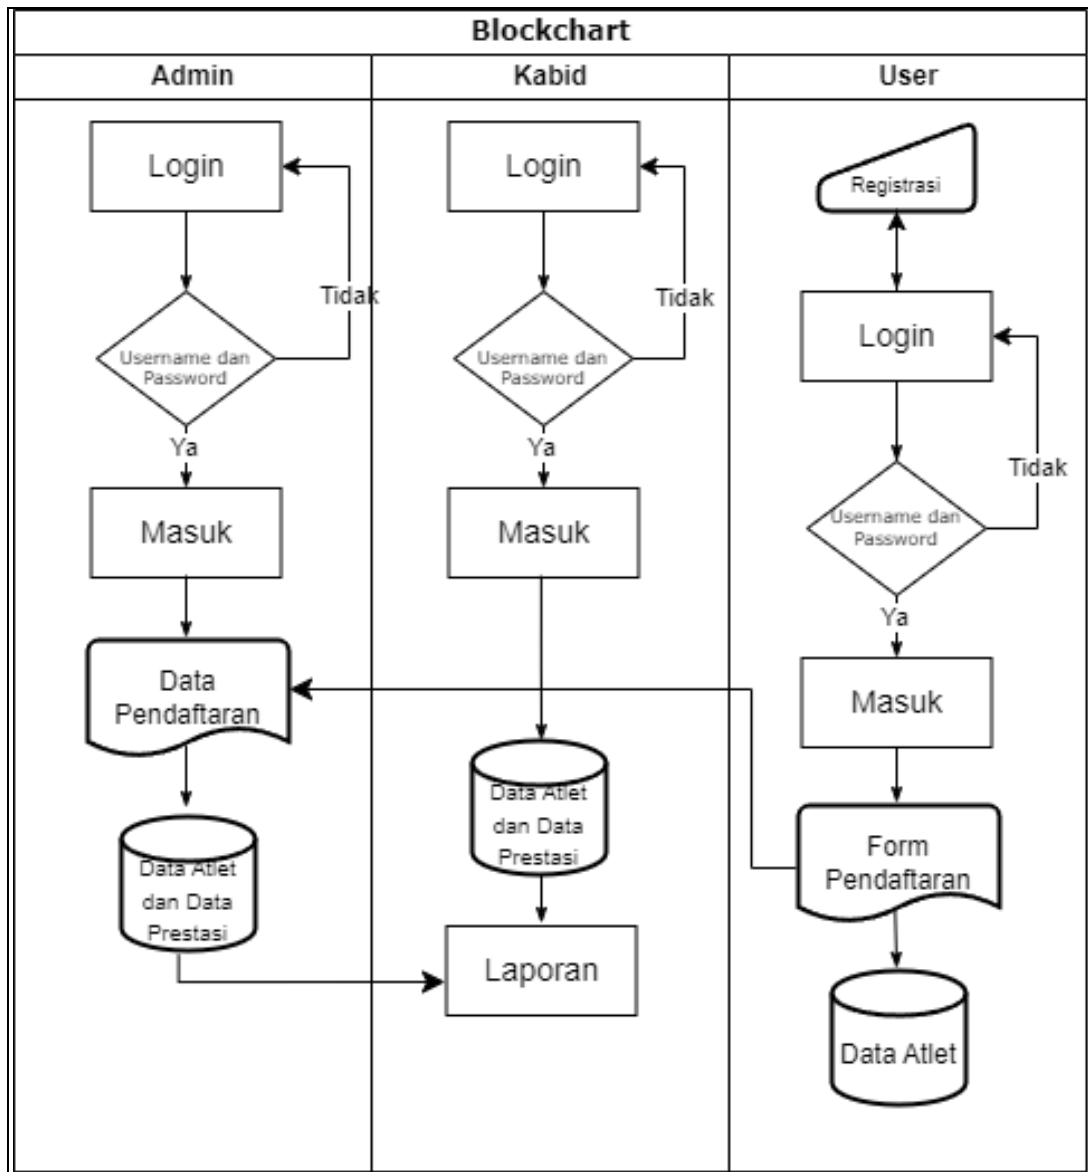 Blockchart
Admin
Kabid
User
Login
Tidak
Username dan
Password
Ya
Masuk
Data
Pendaftaran
Data Atlet
dan Data
Prestasi
Login
Tidak
Username dan
Password
Ya
Masuk
Data Atlet
dan Data
Prestasi
Laporan
Registrasi
Login
Tidak
Username dan
Password
Ya
Masuk
Form
Pendaftaran
Data Atlet